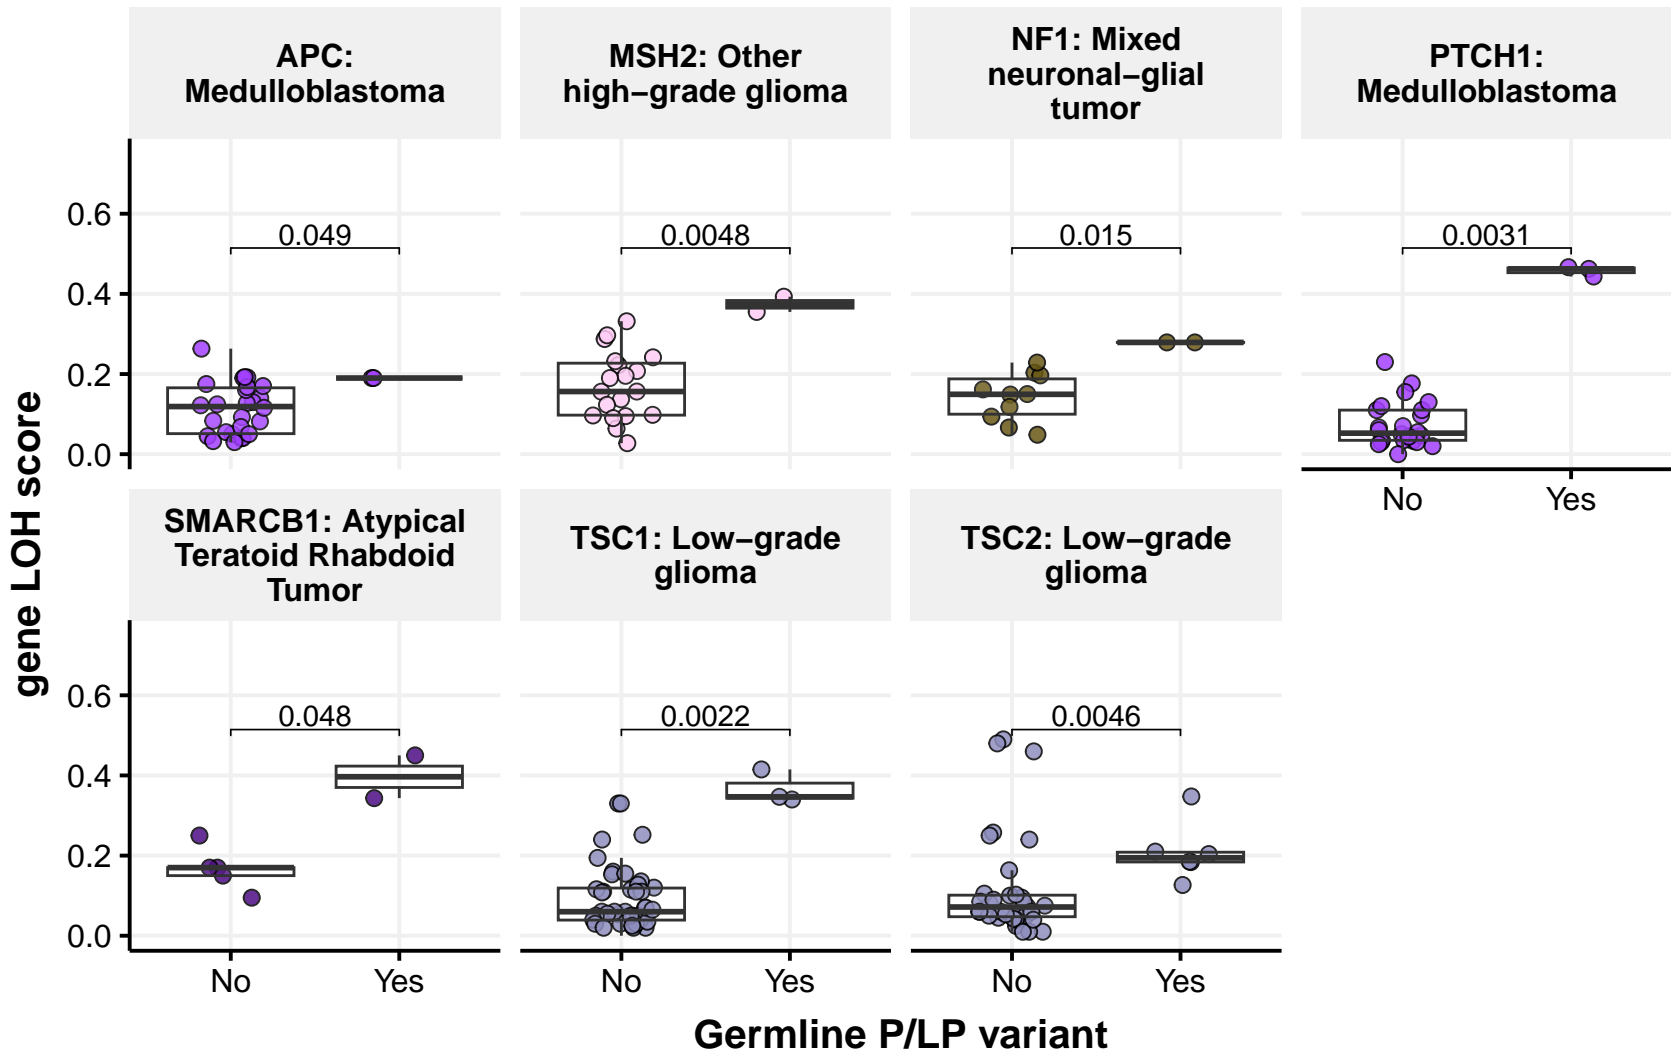 APC:
Medulloblastoma
MSH2: Other
high−grade glioma
NF1: Mixed
neuronal−glial
tumor
PTCH1:
Medulloblastoma
0.6
0.4
0.2
0.0
0.049
0.0048
0.015
0.0031
No
Yes
gene LOH score
SMARCB1: Atypical
Teratoid Rhabdoid
Tumor
TSC1: Low−grade
glioma
TSC2: Low−grade
glioma
0.6
0.4
0.2
0.0
0.048
0.0022
0.0046
No
Yes
No
Yes
No
Yes
Germline P/LP variant